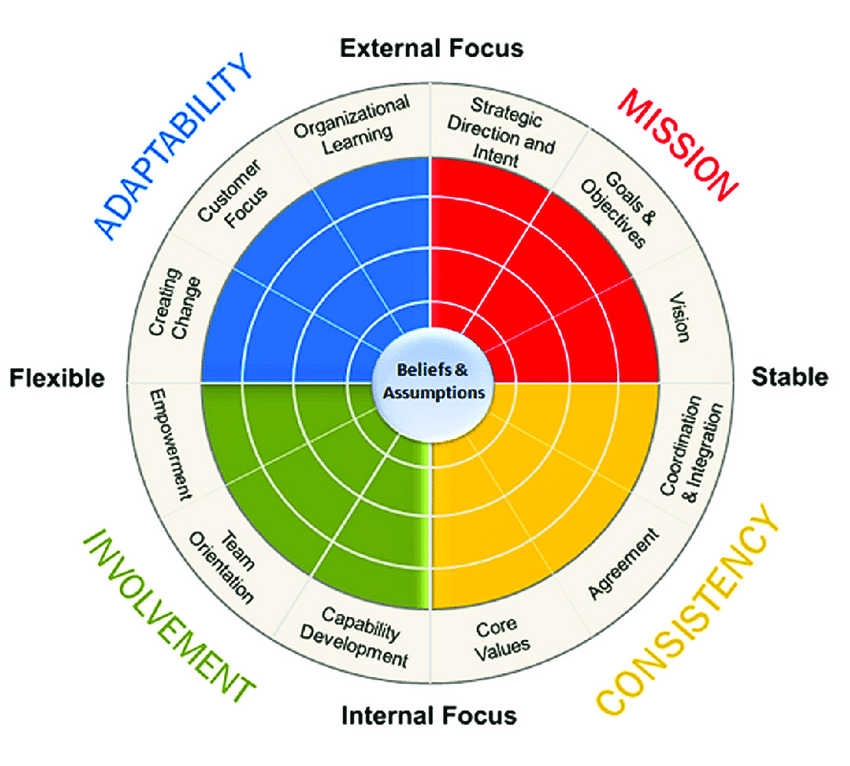 External Focus
ADAPTABILITY
MISSION
Organizational
Learning
Strategic
Direction and
Intent
Customer
Focus
Goals &
Objectives
Creating
Change
Vision
Flexible
Beliefs &
Assumptions
Stable
Empowerment
Coordination
& Integration
Team
Orientation
Agreement
Capability
Development
Core
Values
INVOLVEMENT
CONSISTENCY
Internal Focus